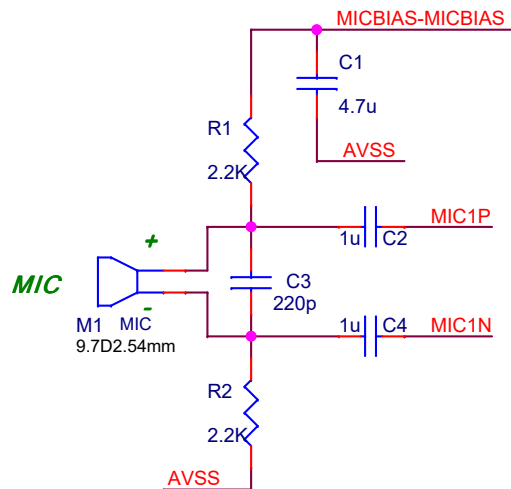 MICBIAS-MICBIAS
C1
4.7u
AVSS
R1
2.2K
MIC1P
1u C2
+
MIC
C3
220p
-
M1 MIC
9.7D2.54mm
1u C4
MIC1N
R2
2.2K
AVSS